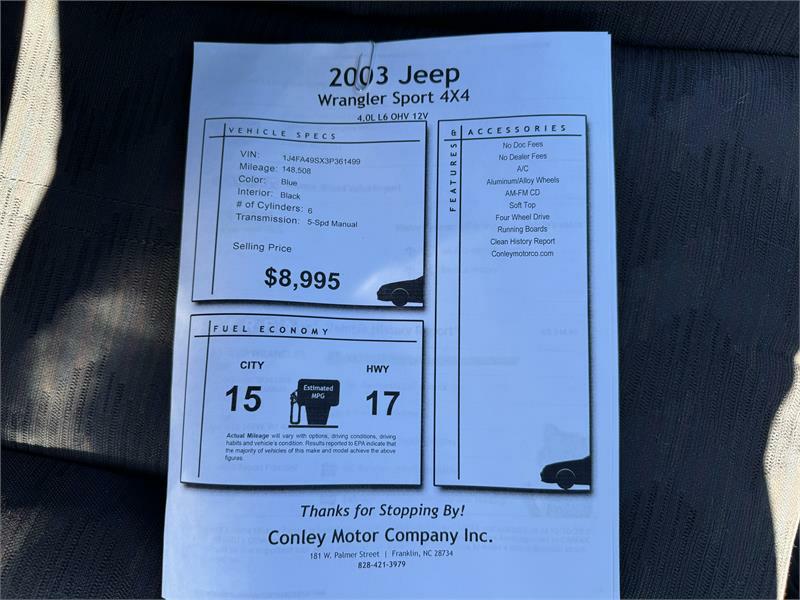 2003 Jeep
Wrangler Sport 4X4
4.0L L6 OHV 12V
VEHICLE SPECS
VIN: 1J4FA49SX3P361499
Mileage: 148,508
Color: Blue
Interior: Black
# of Cylinders: 6
Transmission: 5-Spd Manual
Selling Price
$8,995
FEATURES & ACCESSORIES
No Doc Fees
No Dealer Fees
A/C
Aluminum/Alloy Wheels
AM-FM CD
Soft Top
Four Wheel Drive
Running Boards
Clean History Report
Conleymotorco.com
FUEL ECONOMY
CITY
15
Estimated
MPG
HWY
17
Actual Mileage will vary with options, driving conditions, driving
habits and vehicle's condition. Results reported to EPA indicate that
the majority of vehicles of this make and model achieve the above
figures.
Thanks for Stopping By!
Conley Motor Company Inc.
181 W. Palmer Street | Franklin, NC 28734
828-421-3979